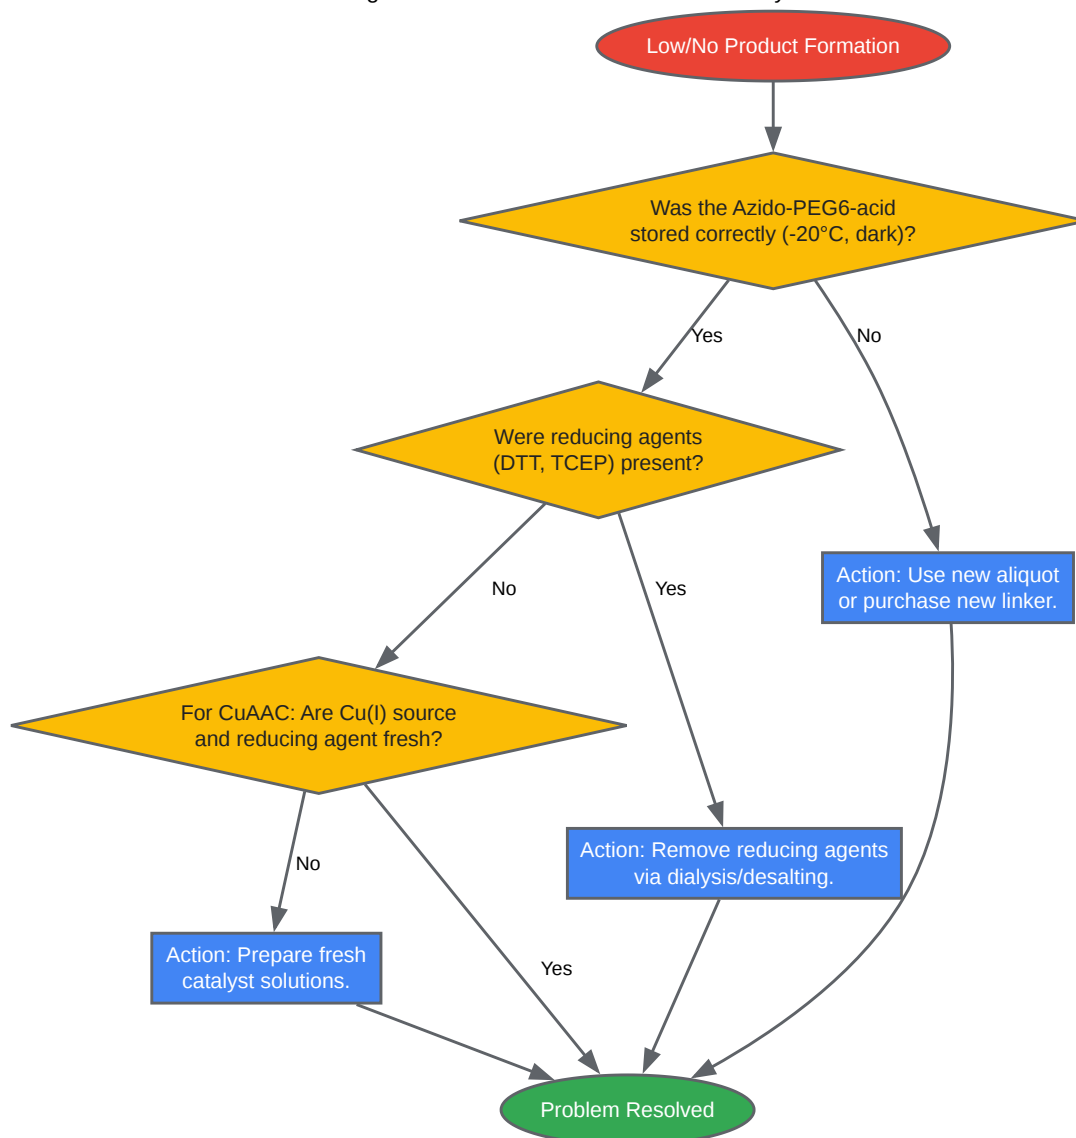 Low/No Product Formation
Was the Azido-PEG6-acid
stored correctly (-20°C, dark)?
Yes
No
Were reducing agents
(DTT, TCEP) present?
Action: Use new aliquot
or purchase new linker.
No
Yes
For CuAAC: Are Cu(I) source
and reducing agent fresh?
Action: Remove reducing agents
via dialysis/desalting.
No
Action: Prepare fresh
catalyst solutions.
Yes
Problem Resolved